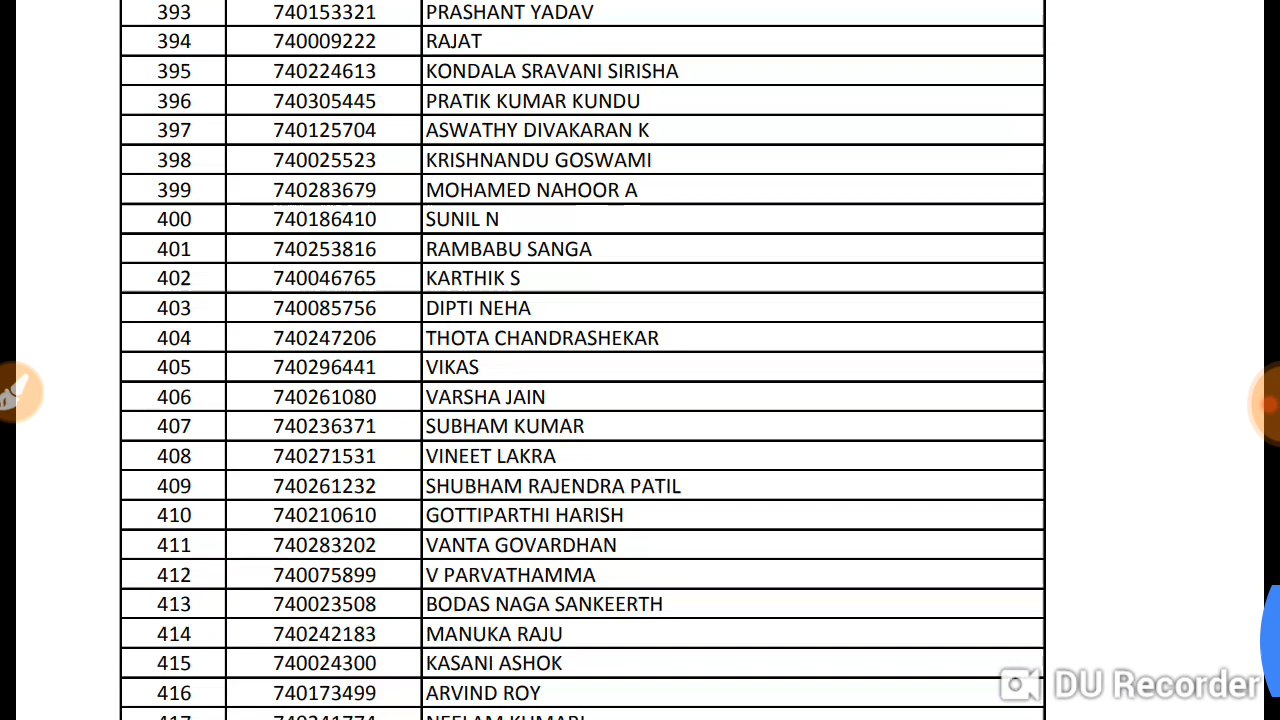 393 740153321 PRASHANT YADAV
394 740009222 RAJAT
395 740224613 KONDALA SRAVANI SIRISHA
396 740305445 PRATIK KUMAR KUNDU
397 740125704 ASWATHY DIVAKARAN K
398 740025523 KRISHNANDU GOSWAMI
399 740283679 MOHAMED NAHOOR A
400 740186410 SUNIL N
401 740253816 RAMBABU SANGA
402 740046765 KARTHIK S
403 740085756 DIPTI NEHA
404 740247206 THOTA CHANDRASHEKAR
405 740296441 VIKAS
406 740261080 VARSHA JAIN
407 740236371 SUBHAM KUMAR
408 740271531 VINEET LAKRA
409 740261232 SHUBHAM RAJENDRA PATIL
410 740210610 GOTTIPARTHI HARISH
411 740283202 VANTA GOVARDHAN
412 740075899 V PARVATHAMMA
413 740023508 BODAS NAGA SANKEERTH
414 740242183 MANUKA RAJU
415 740024300 KASANI ASHOK
416 740173499 ARVIND ROY
DU Recorder